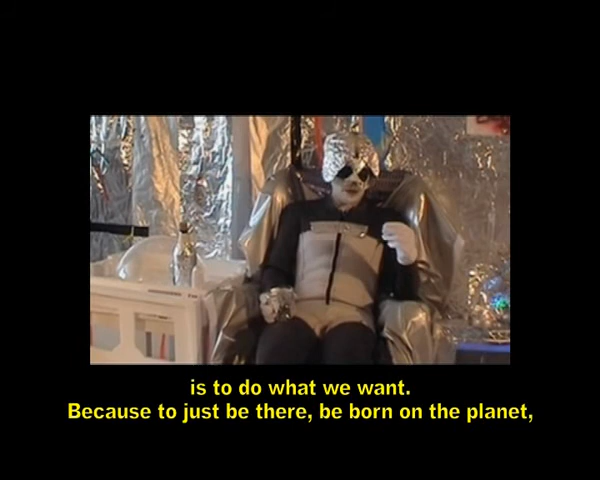 is to do what we want.
Because to just be there, be born on the planet,